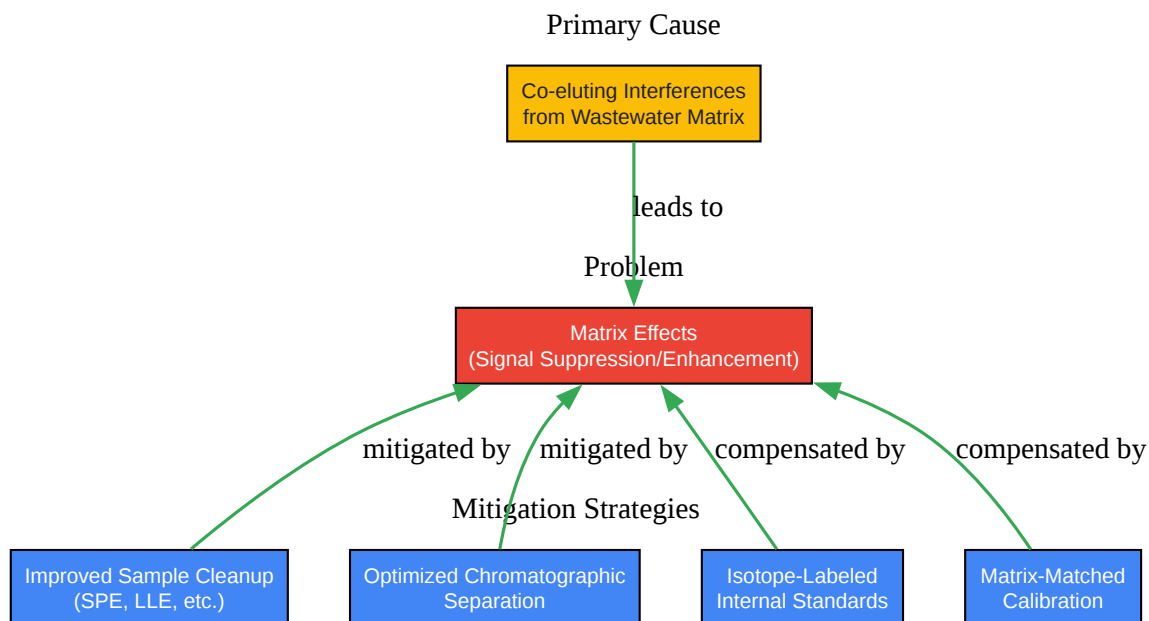 Primary Cause
Co-eluting Interferences
from Wastewater Matrix
leads to
Problem
Matrix Effects
(Signal Suppression/Enhancement)
mitigated by
mitigated by
compensated by
compensated by
Mitigation Strategies
Improved Sample Cleanup
(SPE, LLE, etc.)
Optimized Chromatographic
Separation
Isotope-Labeled
Internal Standards
Matrix-Matched
Calibration